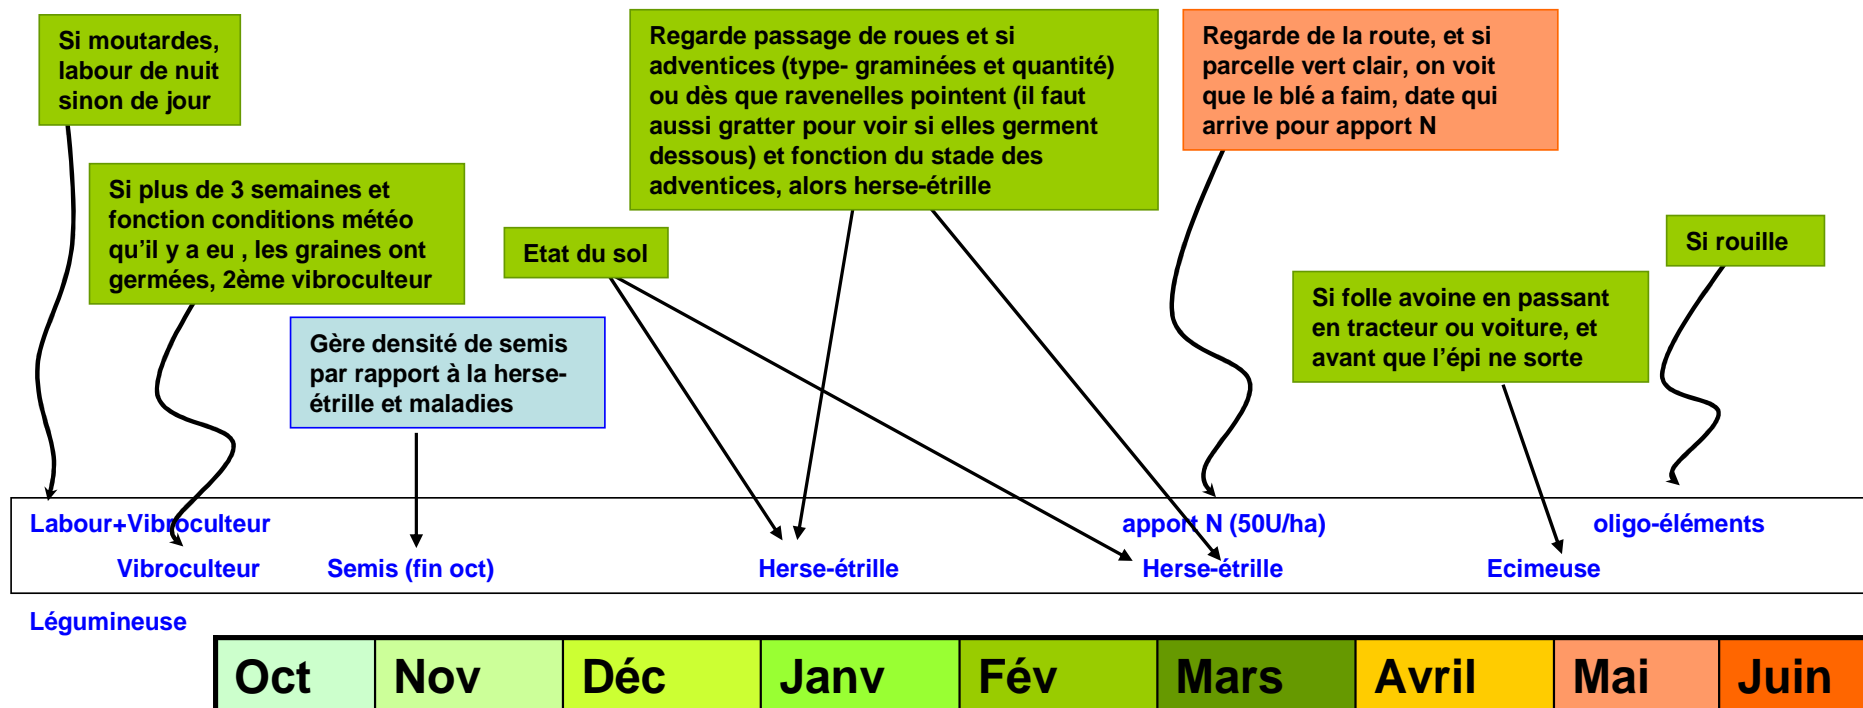 Si moutardes,
labour de nuit
sinon de jour
Si plus de 3 semaines et
fonction conditions météo
qu'il y a eu , les graines ont
germées, 2ème vibroculteur
Gère densité de semis
par rapport à la herse-
étrille et maladies
Etat du sol
Regarde passage de roues et si
adventices (type- graminées et quantité)
ou dès que ravenelles pointent (il faut
aussi gratter pour voir si elles germent
dessous) et fonction du stade des
adventices, alors herse-étrille
Regarde de la route, et si
parcelle vert clair, on voit
que le blé a faim, date qui
arrive pour apport N
Si folle avoine en passant
en tracteur ou voiture, et
avant que l'épi ne sorte
Si rouille
Labour+Vibroculteur
apport N (50U/ha)
oligo-éléments
Vibroculteur
Semis (fin oct)
Herse-étrille
Herse-étrille
Ecimeuse
Légumineuse
Oct
Nov
Déc
Janv
Fév
Mars
Avril
Mai
Juin